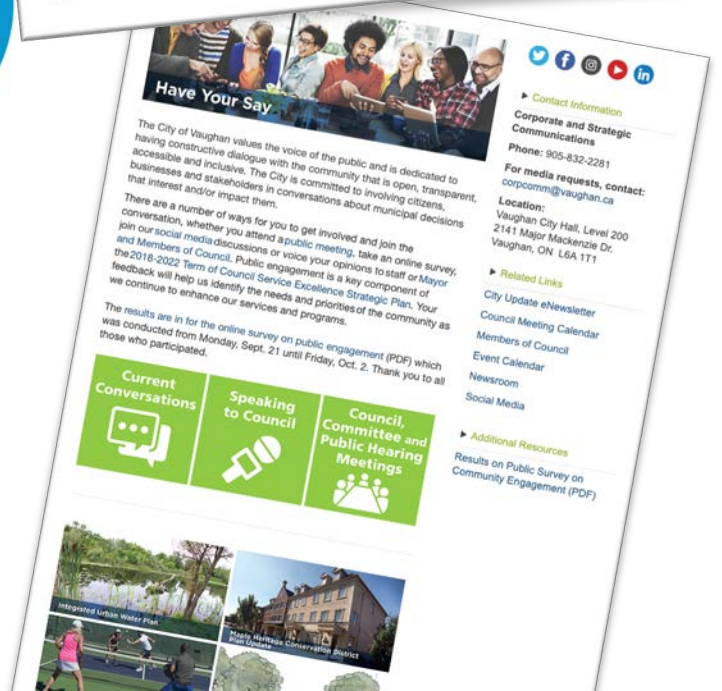 Have Your Say
The City of Vaughan values the voice of the public and is dedicated to
having constructive dialogue with the community that is open, transparent,
accessible and inclusive. The City is committed to involving citizens,
businesses and stakeholders in conversations about municipal decisions
that interest and/or impact them.
There are a number of ways for you to get involved and join the
conversation, whether you attend a public meeting, take an online survey,
join our social media discussions or voice your opinions to staff or Mayor
and Members of Council. Public engagement is a key component of
the 2018-2022 Term of Council Service Excellence Strategic Plan. Your
feedback will help us identify the needs and priorities of the community as
we continue to enhance our services and programs.
The results are in for the online survey on public engagement (PDF) which
was conducted from Monday, Sept. 21 until Friday, Oct. 2. Thank you to all
those who participated.
Current
Conversations
Speaking
to Council
Council,
Committee and
Public Hearing
Meetings
Integrated Urban Water Plan
Maple Heritage Conservation District
Plan Update
in
Contact Information
Corporate and Strategic
Communications
Phone: 905-832-2281
For media requests, contact:
corpcomm@vaughan.ca
Location:
Vaughan City Hall, Level 200
2141 Major Mackenzie Dr.
Vaughan, ON L6A 1T1
Related Links
City Update eNewsletter
Council Meeting Calendar
Members of Council
Event Calendar
Newsroom
Social Media
Additional Resources
Results on Public Survey on
Community Engagement (PDF)